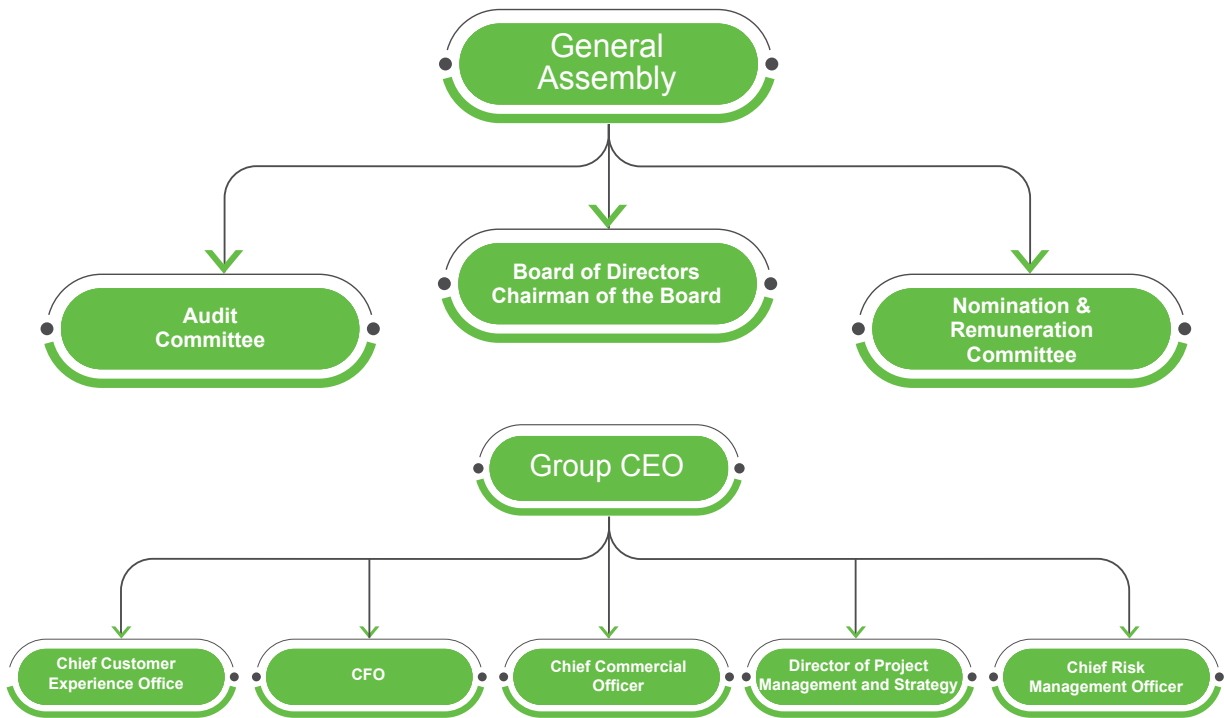 General
Assembly
Board of Directors
Chairman of the Board
Audit
Committee
Nomination &
Remuneration
Committee
Group CEO
Chief Customer
Experience Office
CFO
Chief Commercial
Officer
Director of Project
Management and Strategy
Chief Risk
Management Officer